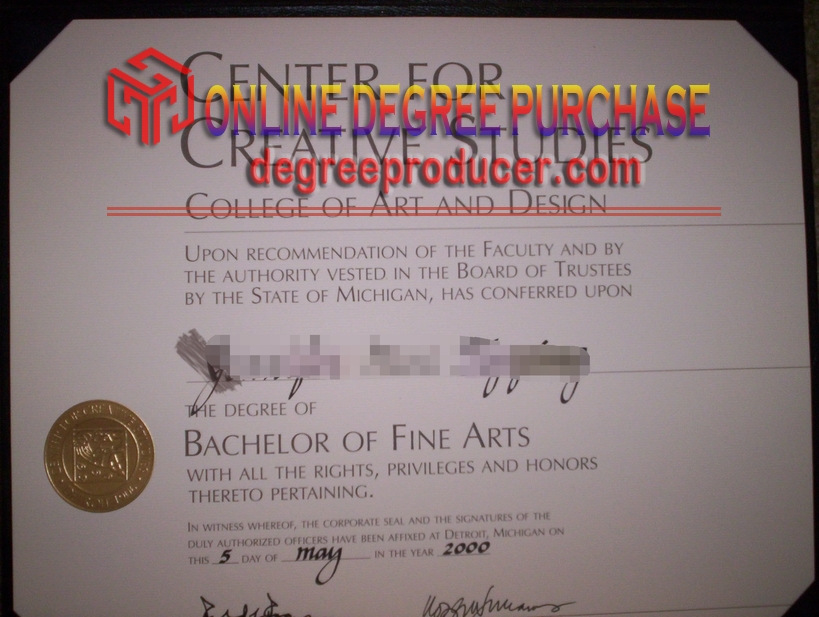 CENTER FOR
ONLINE DEGREE PURCHASE
CREATIVE STUDIES
degreeproducer.com
COLLEGE OF ART AND DESIGN
UPON RECOMMENDATION OF THE FACULTY AND BY
THE AUTHORITY VESTED IN THE BOARD OF TRUSTEES
BY THE STATE OF MICHIGAN, HAS CONFERRED UPON
THE DEGREE OF
BACHELOR OF FINE ARTS
WITH ALL THE RIGHTS, PRIVILEGES AND HONORS
THERETO PERTAINING.
IN WITNESS WHEREOF, THE CORPORATE SEAL AND THE SIGNATURES OF THE
DULY AUTHORIZED OFFICERS HAVE BEEN AFFIXED AT DETROIT, MICHIGAN ON
THIS 5 DAY OF may IN THE YEAR 2000